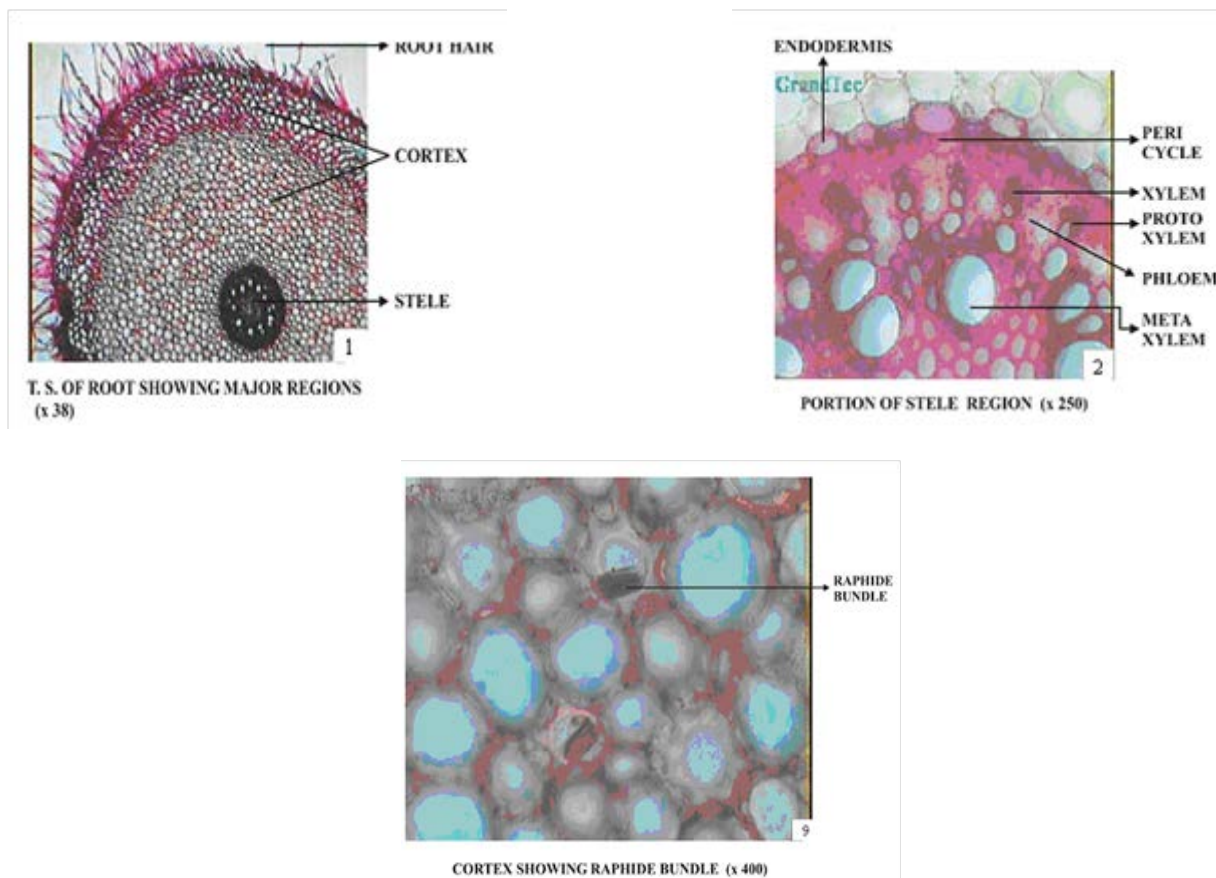 ROOT HAIR
CORTEX
STELE
1
T. S. OF ROOT SHOWING MAJOR REGIONS
(x 38)
ENDODERMIS
GrandTec
PERI
CYCLE
XYLEM
PROTO
XYLEM
PHLOEM
META
XYLEM
2
PORTION OF STELE REGION (x 250)
RAPHIDE
BUNDLE
9
CORTEX SHOWING RAPHIDE BUNDLE (x 400)